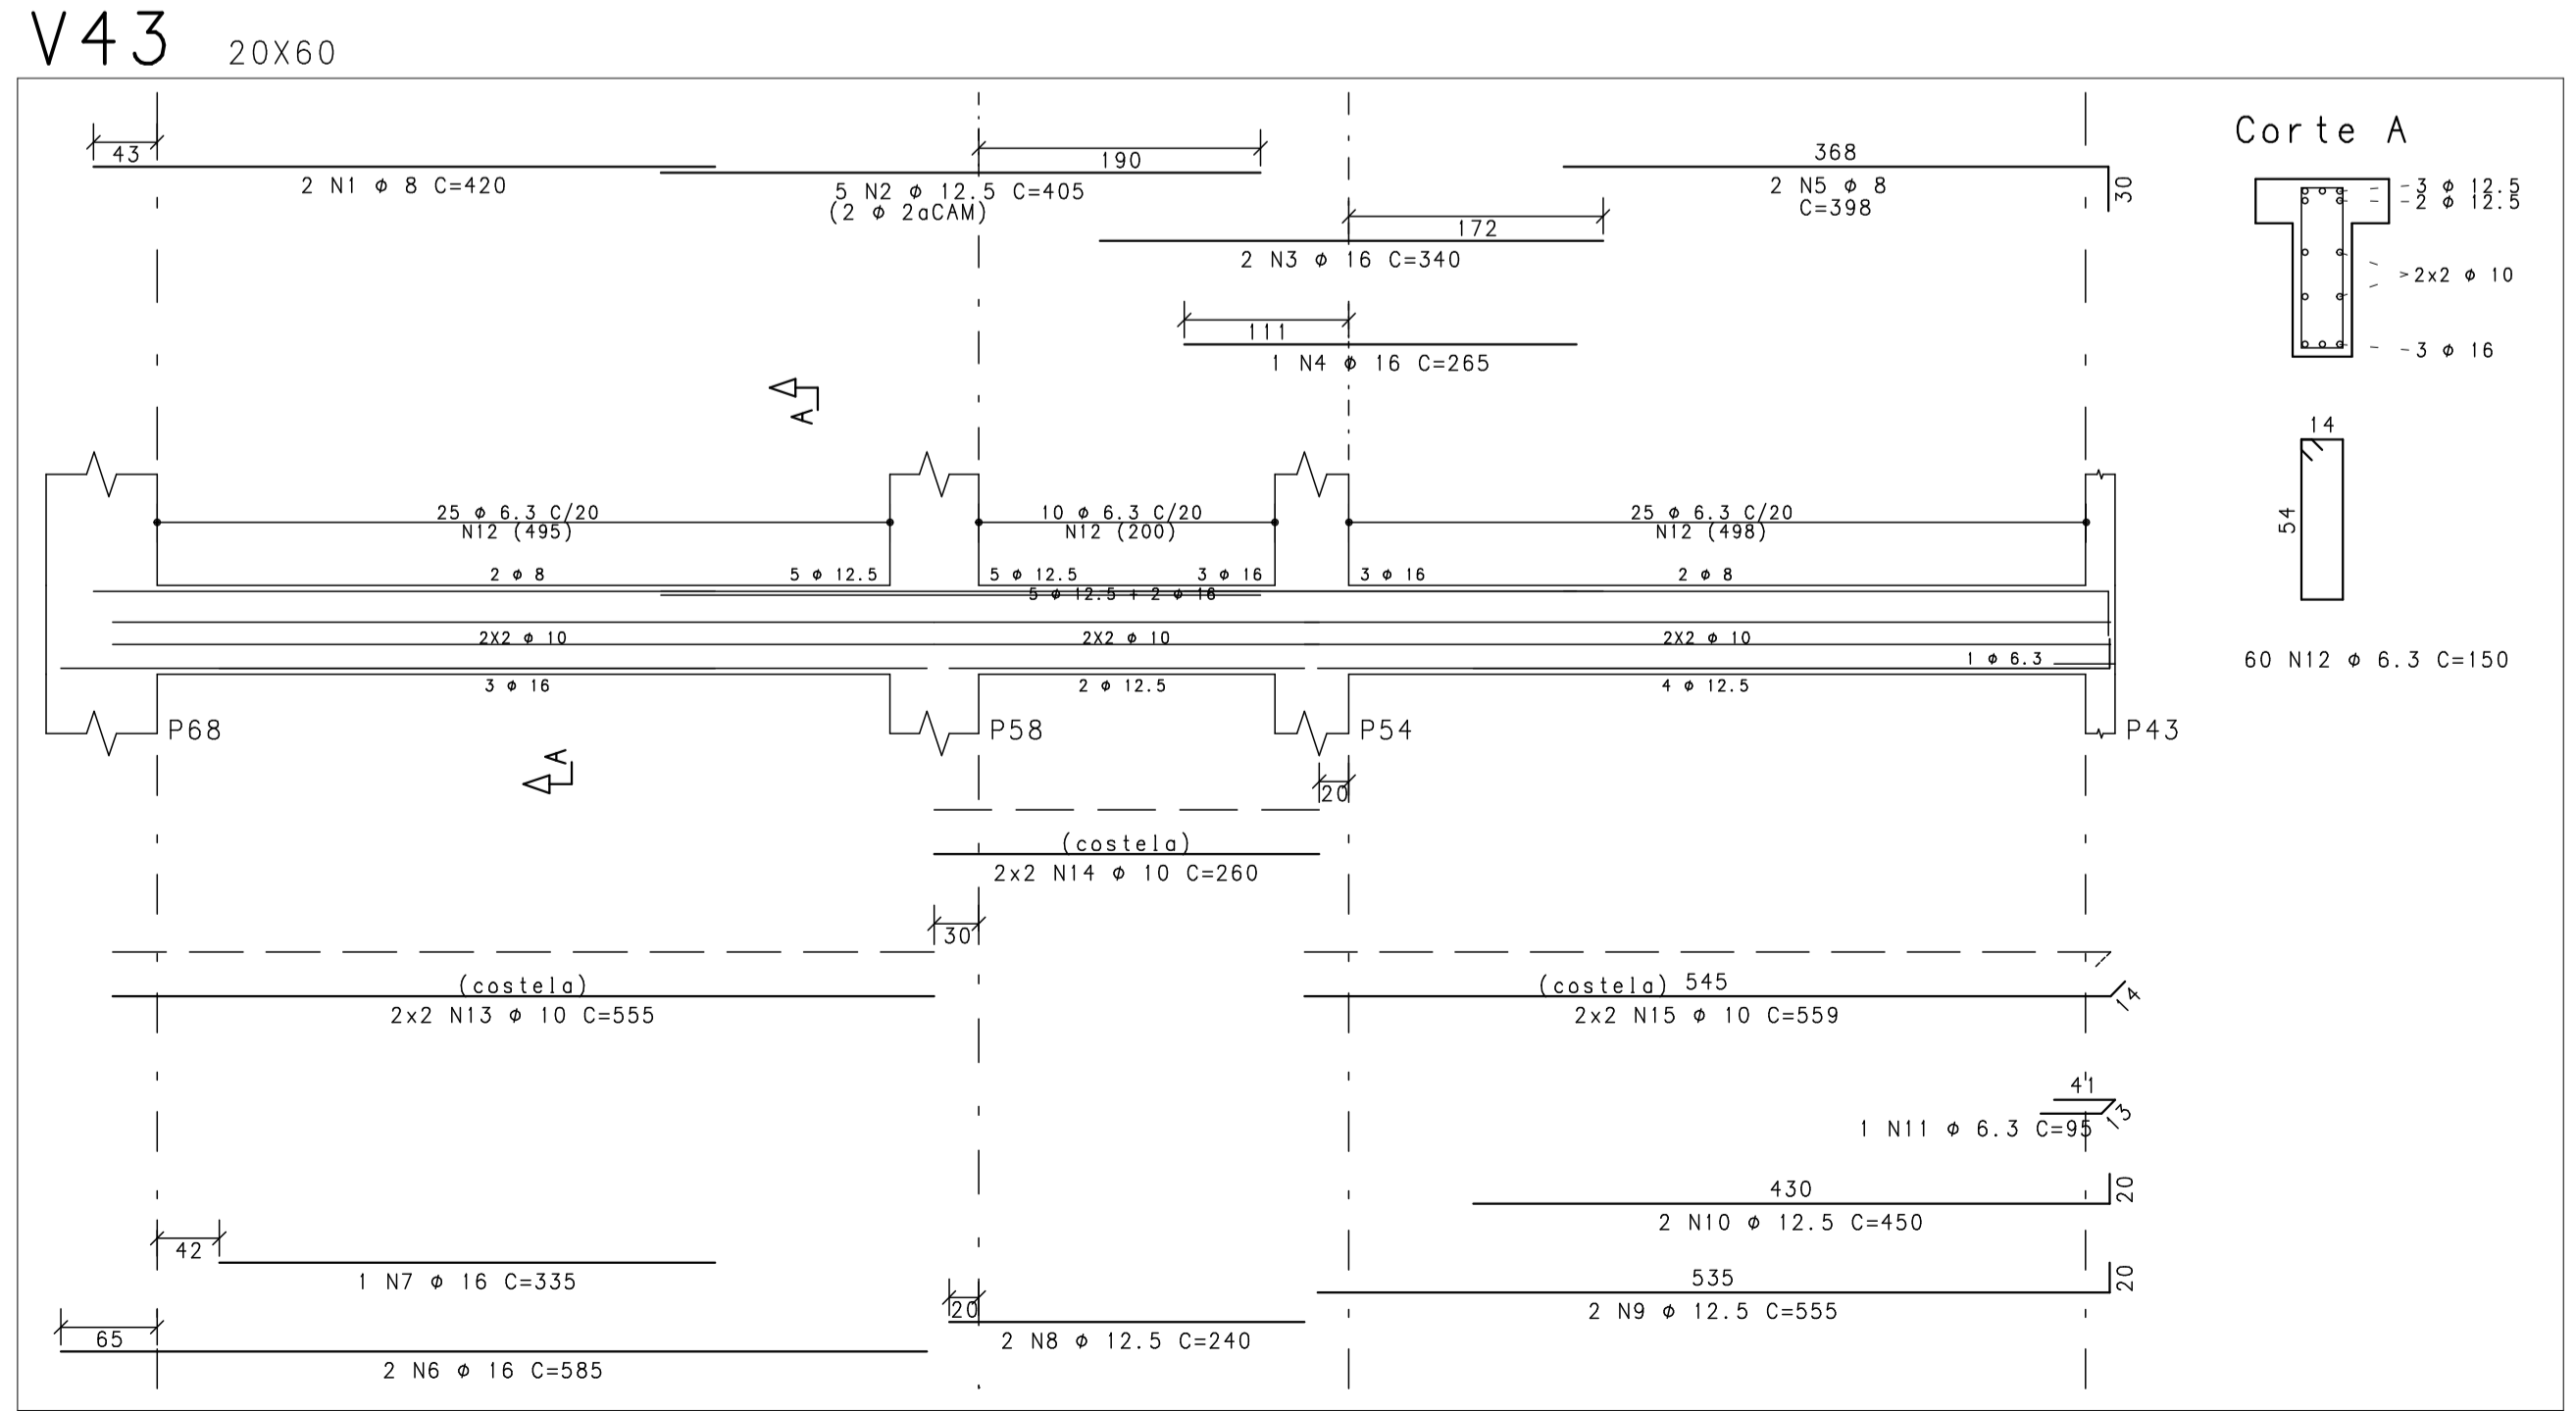 V43 20X60
43
2 N1 ø 8 C=420
190
5 N2 ø 12.5 C=405
(2 ø 2aCAM)
368
2 N5 ø 8
C=398
30
172
2 N3 ø 16 C=340
111
1 N4 ø 16 C=265
Corte A
-3 ø 12.5
-2 ø 12.5
>2x2 ø 10
-3 ø 16
14
54
60 N12 ø 6.3 C=150
A
25 ø 6.3 C/20
N12 (495)
10 ø 6.3 C/20
N12 (200)
25 ø 6.3 C/20
N12 (498)
2 ø 8
5 ø 12.5
5 ø 12.5
3 ø 16
3 ø 16
2 ø 8
5 ø 12.5 + 2 ø 16
2X2 ø 10
2X2 ø 10
2X2 ø 10
1 ø 6.3
3 ø 16
2 ø 12.5
4 ø 12.5
P68
P58
P54
P43
A
20
(costela)
2x2 N14 ø 10 C=260
30
(costela)
2x2 N13 ø 10 C=555
(costela) 545
14
2x2 N15 ø 10 C=559
41
13
1 N11 ø 6.3 C=95
430
20
2 N10 ø 12.5 C=450
42
1 N7 ø 16 C=335
535
20
2 N9 ø 12.5 C=555
20
2 N8 ø 12.5 C=240
65
2 N6 ø 16 C=585